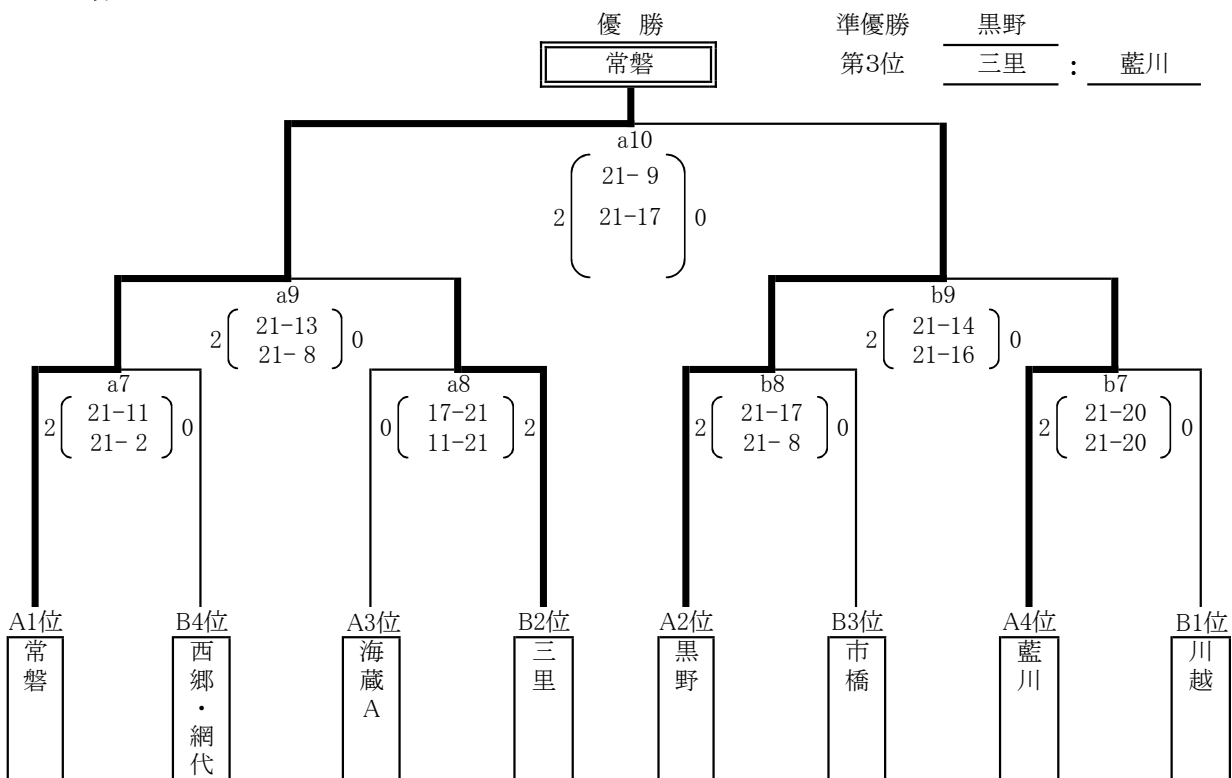 優 勝
準優勝 黒野
常磐
第3位 三里 : 藍川
a10
21- 9
2 21-17 0
a9
b9
21-13
2 0
21- 8
21-14
2 0
21-16
a7
a8
b8
b7
21-11
2 0
21- 2
17-21
0 2
11-21
21-17
2 0
21- 8
21-20
2 0
21-20
A1位 B4位 A3位 B2位 A2位 B3位 A4位 B1位
常磐
西郷・網代
海蔵A
三里
黒野
市橋
藍川
川越